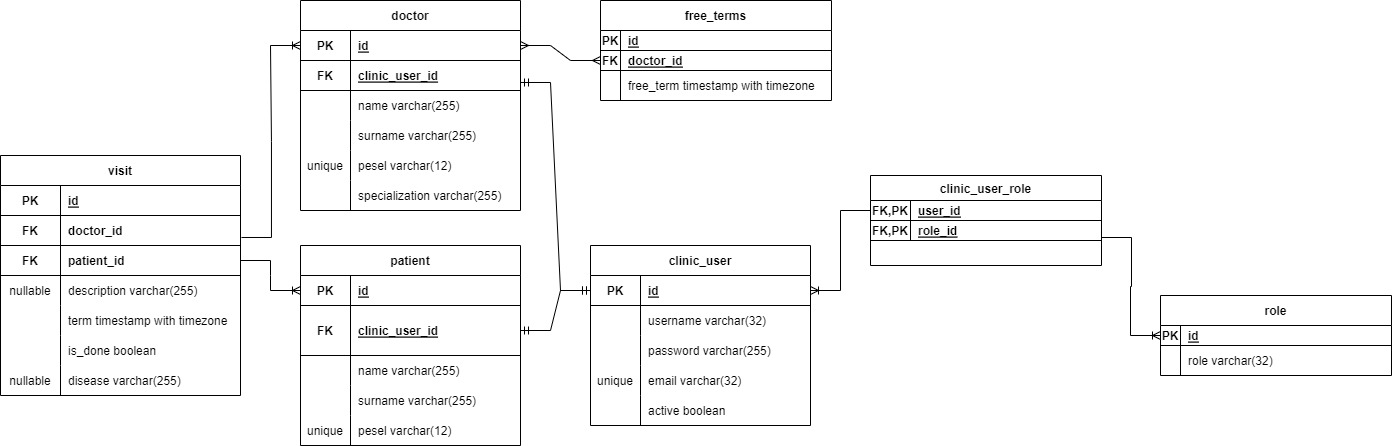 doctor
PK id
FK clinic_user_id
name varchar(255)
surname varchar(255)
unique pesel varchar(12)
specialization varchar(255)
free_terms
PK id
FK doctor_id
free_term timestamp with timezone
visit
PK id
FK doctor_id
FK patient_id
nullable description varchar(255)
term timestamp with timezone
is_done boolean
nullable disease varchar(255)
patient
PK id
FK clinic_user_id
name varchar(255)
surname varchar(255)
unique pesel varchar(12)
clinic_user
PK id
username varchar(32)
password varchar(255)
unique email varchar(32)
active boolean
clinic_user_role
FK,PK user_id
FK,PK role_id
role
PK id
role varchar(32)